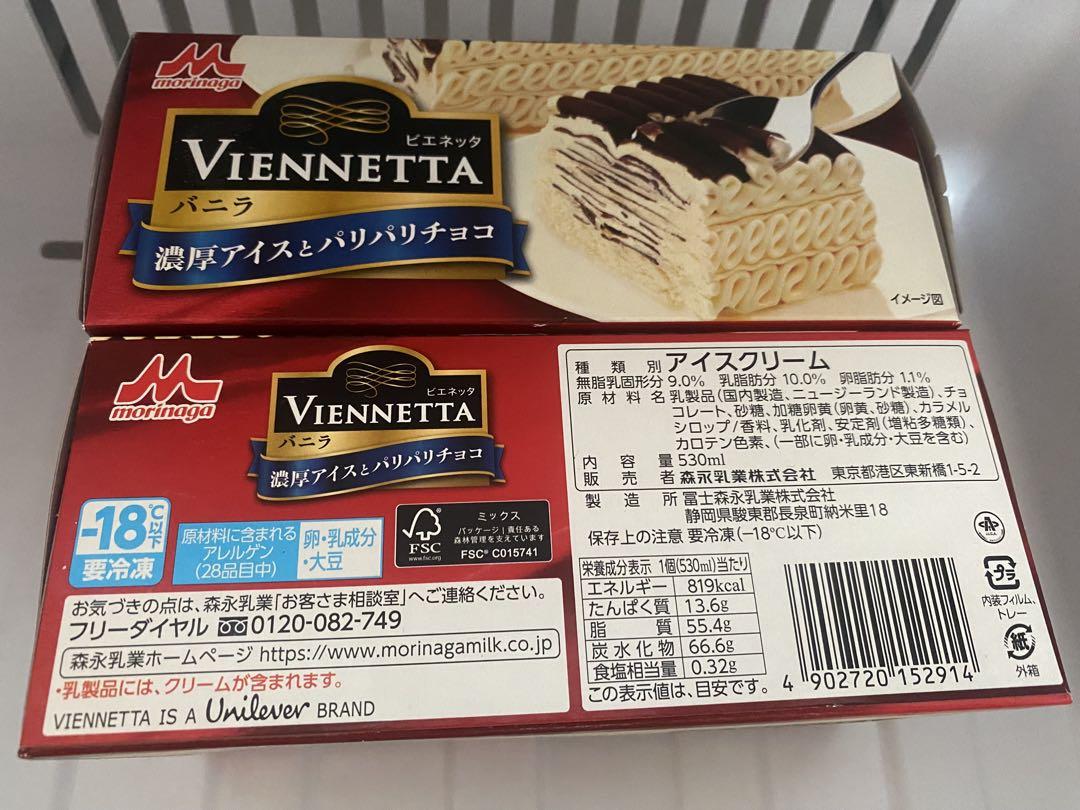 morinaga
ビエネッタ
VIENNETTA
バニラ
濃厚アイスとパリパリチョコ
イメージ図
morinaga
ビエネッタ
VIENNETTA
バニラ
濃厚アイスとパリパリチョコ
-18℃以下
要冷凍
原材料に含まれる
アレルゲン
(28品目中)
卵・乳成分
・大豆
FSC
www.fsc.org
ミックス
パッケージ|責任ある
森林管理を支えています
FSC® C015741
お気づきの点は、森永乳業「お客さま相談室」へご連絡ください。
フリーダイヤル 0120-082-749
森永乳業ホームページ https://www.morinagamilk.co.jp
・乳製品には、クリームが含まれます。
VIENNETTA IS A Unilever BRAND
種類別 アイスクリーム
無脂乳固形分 9.0% 乳脂肪分 10.0% 卵脂肪分 1.1%
原材料名 乳製品(国内製造、ニュージーランド製造)、チョ
コレート、砂糖、加糖卵黄(卵黄、砂糖)、カラメル
シロップ/香料、乳化剤、安定剤(増粘多糖類)、
カロテン色素、(一部に卵・乳成分・大豆を含む)
内容量 530ml
販売者 森永乳業株式会社 東京都港区東新橋1-5-2
製造所 冨士森永乳業株式会社
静岡県駿東郡長泉町納米里18
保存上の注意 要冷凍(-18℃以下)
栄養成分表示 1個(530ml)当たり
エネルギー 819kcal
たんぱく質 13.6g
脂質 55.4g
炭水化物 66.6g
食塩相当量 0.32g
この表示値は、目安です。
4 902720 152914
プラ
内装フィルム、
トレー
紙
外箱